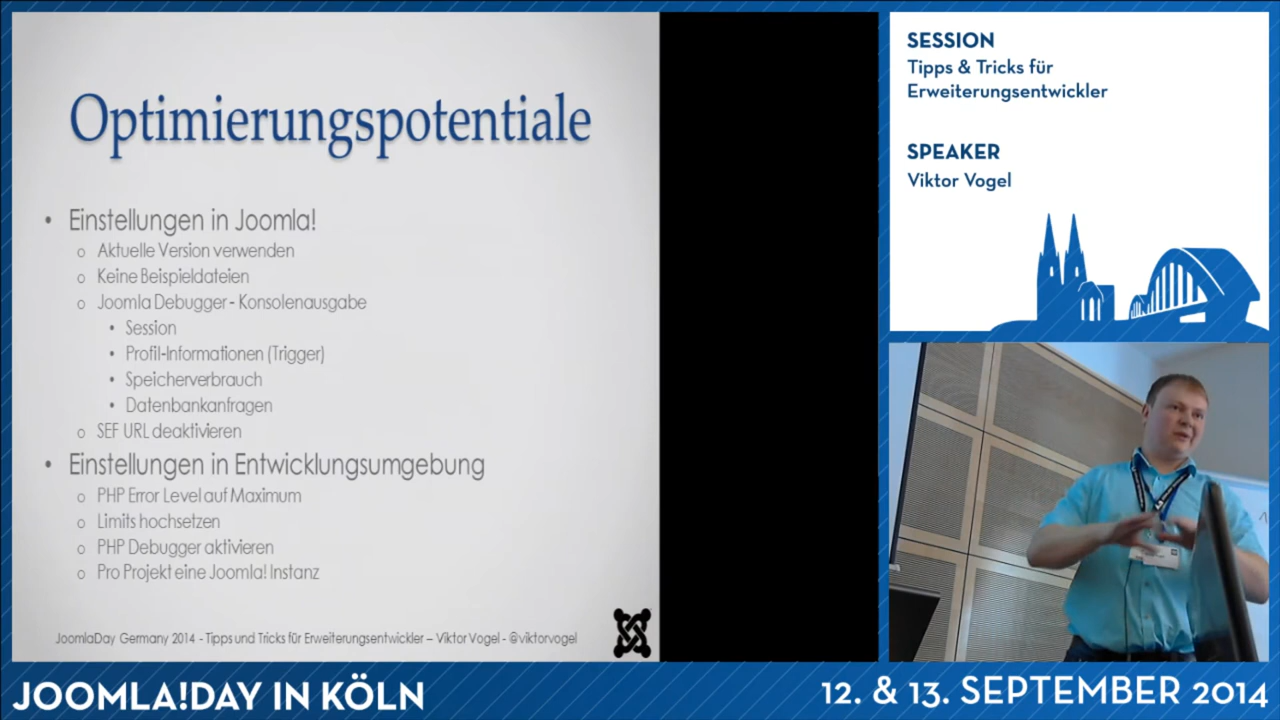 Optimierungspotentiale
• Einstellungen in Joomla!
o Aktuelle Version verwenden
o Keine Beispieldateien
o Joomla Debugger - Konsolenausgabe
• Session
• Profil-Informationen (Trigger)
• Speicherverbrauch
• Datenbankanfragen
o SEF URL deaktivieren
• Einstellungen in Entwicklungsumgebung
o PHP Error Level auf Maximum
o Limits hochsetzen
o PHP Debugger aktivieren
o Pro Projekt eine Joomla! Instanz
JoomlaDay Germany 2014 - Tipps und Tricks für Erweiterungsentwickler – Viktor Vogel - @viktorvogel
SESSION
Tipps & Tricks für
Erweiterungsentwickler
SPEAKER
Viktor Vogel
JOOMLA!DAY IN KÖLN
12. & 13. SEPTEMBER 2014